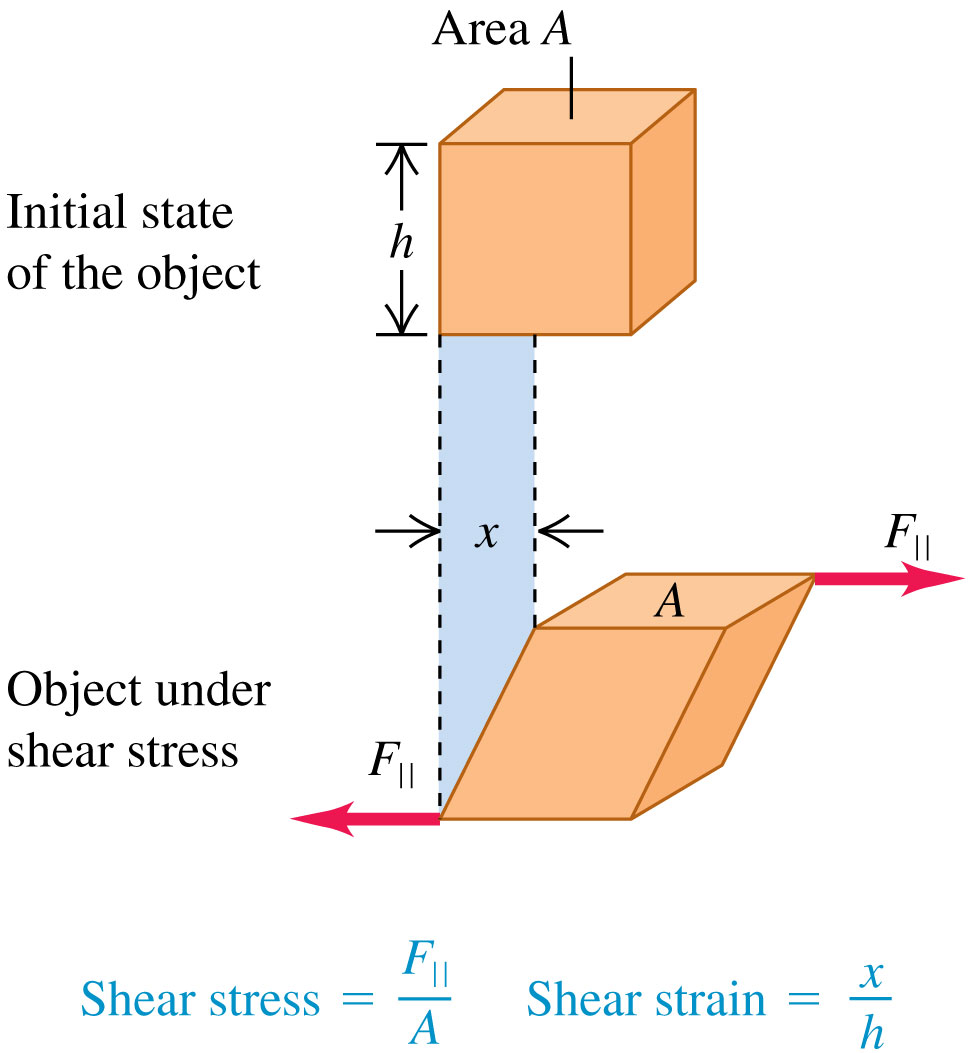 Area A
Initial state
of the object
h
x
F||
A
Object under
shear stress
F||
Shear stress = F|| / A
Shear strain = x / h